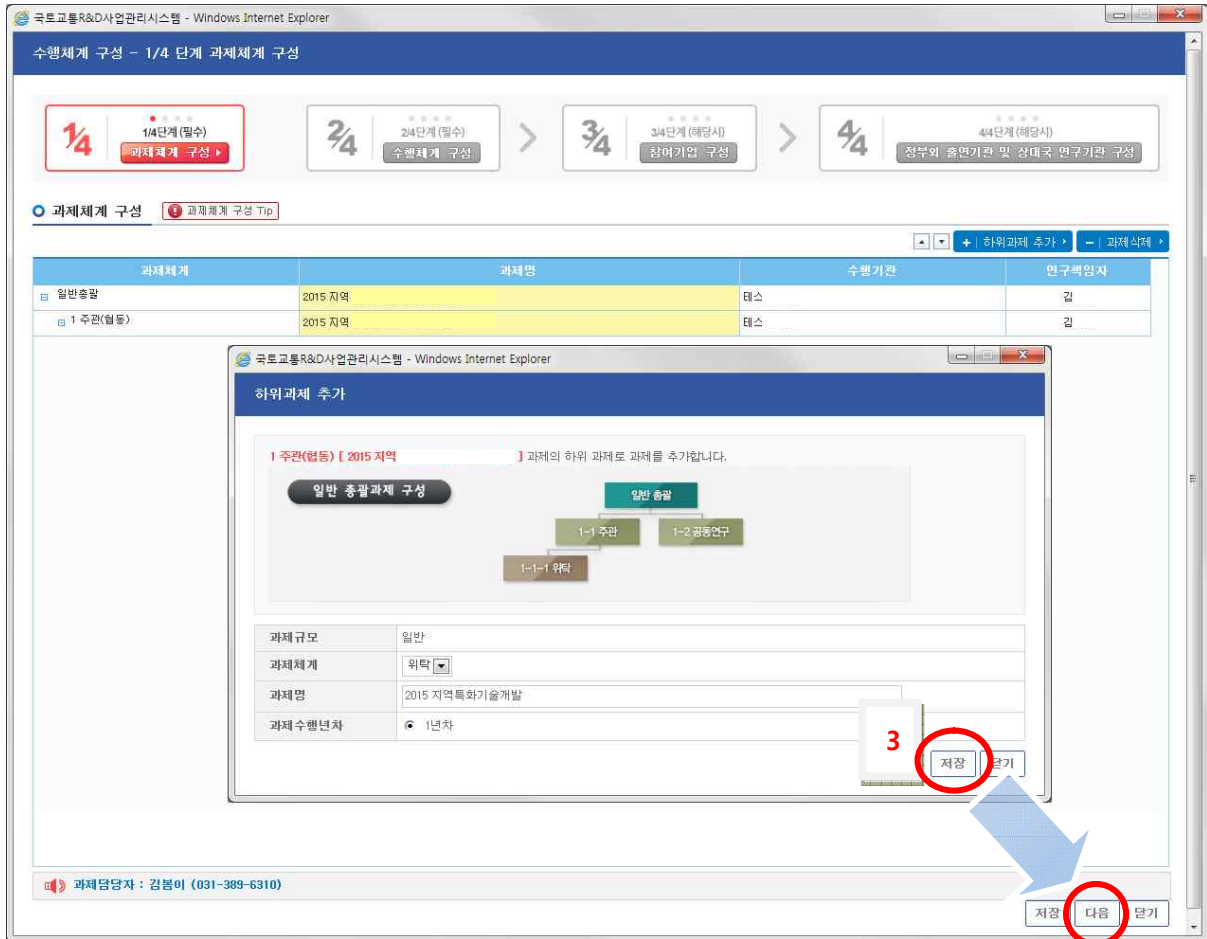 국토교통R&D사업관리시스템 - Windows Internet Explorer
수행체계 구성 - 1/4 단계 과제체계 구성
1/4 1/4단계(필수) 과제체계 구성
2/4 2/4단계(필수) 수행체계 구성
3/4 3/4단계(해당시) 참여기업 구성
4/4 4/4단계(해당시) 정부외 출연기관 및 상대국 연구기관 구성
과제체계 구성 과제체계 구성 Tip
+ 하위과제 추가 - 과제삭제
과제체계 과제명 수행기관 연구책임자
일반총괄 2015 지역 테스 김
1 주관(협동) 2015 지역 테스 김
국토교통R&D사업관리시스템 - Windows Internet Explorer
하위과제 추가
1 주관(협동) [ 2015 지역 ] 과제의 하위 과제로 과제를 추가합니다.
일반 총괄과제 구성
일반 총괄
1-1 주관 1-2 공동연구
1-1-1 위탁
과제규모 일반
과제체계 위탁
과제명 2015 지역특화기술개발
과제수행년차 1년차
3
저장 닫기
과제담당자 : 김봄이 (031-389-6310)
저장 다음 닫기